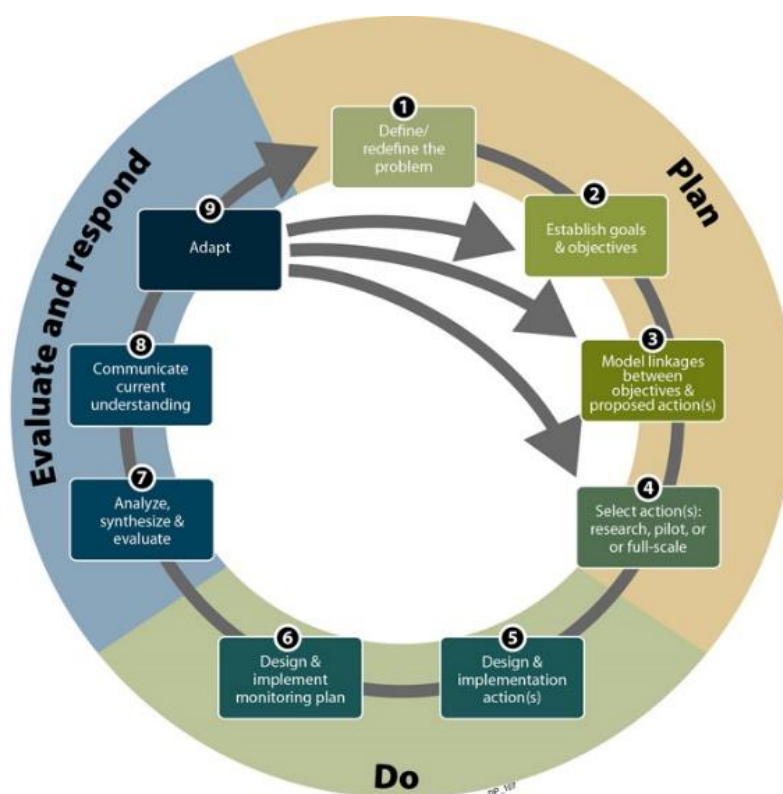 1
Define/
redefine the
problem
2
Establish goals
& objectives
3
Model linkages
between
objectives &
proposed action(s)
4
Select action(s):
research, pilot, or
or full-scale
5
Design &
implementation
action(s)
6
Design &
implement
monitoring plan
7
Analyze,
synthesize &
evaluate
8
Communicate
current
understanding
9
Adapt
Plan
Do
Evaluate and respond